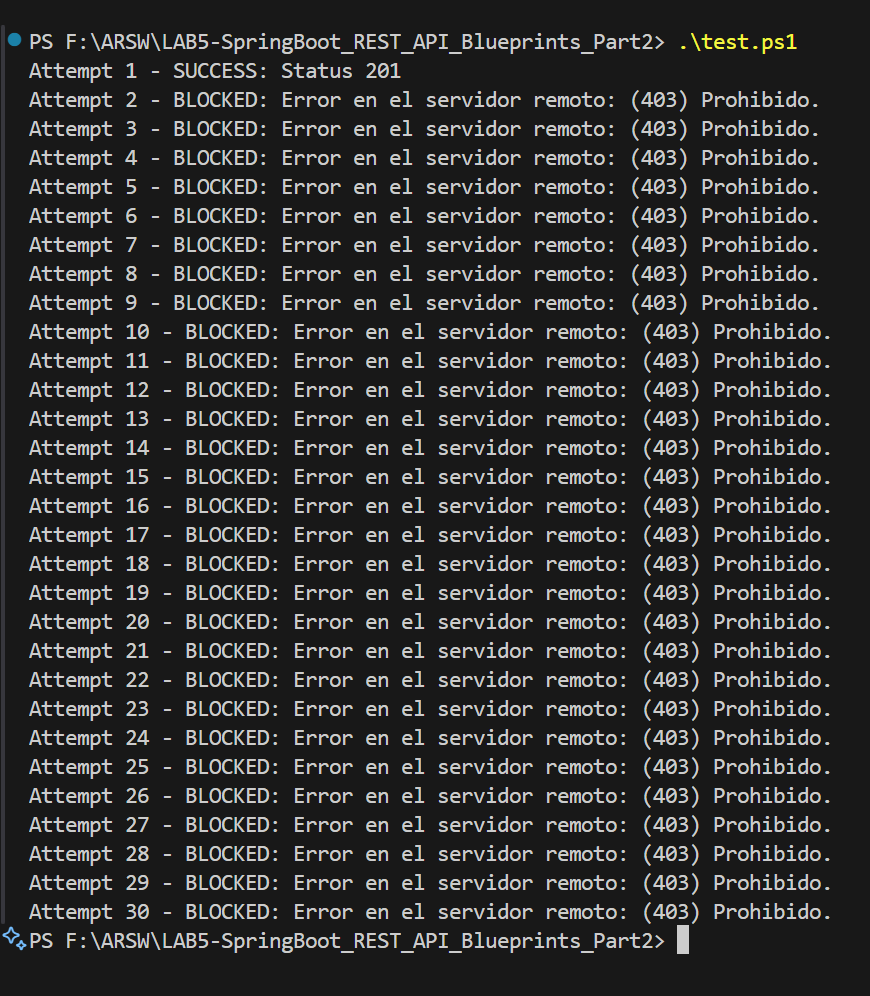 PS F:\ARSW\LAB5-SpringBoot_REST_API_Blueprints_Part2> .\test.ps1
Attempt 1 - SUCCESS: Status 201
Attempt 2 - BLOCKED: Error en el servidor remoto: (403) Prohibido.
Attempt 3 - BLOCKED: Error en el servidor remoto: (403) Prohibido.
Attempt 4 - BLOCKED: Error en el servidor remoto: (403) Prohibido.
Attempt 5 - BLOCKED: Error en el servidor remoto: (403) Prohibido.
Attempt 6 - BLOCKED: Error en el servidor remoto: (403) Prohibido.
Attempt 7 - BLOCKED: Error en el servidor remoto: (403) Prohibido.
Attempt 8 - BLOCKED: Error en el servidor remoto: (403) Prohibido.
Attempt 9 - BLOCKED: Error en el servidor remoto: (403) Prohibido.
Attempt 10 - BLOCKED: Error en el servidor remoto: (403) Prohibido.
Attempt 11 - BLOCKED: Error en el servidor remoto: (403) Prohibido.
Attempt 12 - BLOCKED: Error en el servidor remoto: (403) Prohibido.
Attempt 13 - BLOCKED: Error en el servidor remoto: (403) Prohibido.
Attempt 14 - BLOCKED: Error en el servidor remoto: (403) Prohibido.
Attempt 15 - BLOCKED: Error en el servidor remoto: (403) Prohibido.
Attempt 16 - BLOCKED: Error en el servidor remoto: (403) Prohibido.
Attempt 17 - BLOCKED: Error en el servidor remoto: (403) Prohibido.
Attempt 18 - BLOCKED: Error en el servidor remoto: (403) Prohibido.
Attempt 19 - BLOCKED: Error en el servidor remoto: (403) Prohibido.
Attempt 20 - BLOCKED: Error en el servidor remoto: (403) Prohibido.
Attempt 21 - BLOCKED: Error en el servidor remoto: (403) Prohibido.
Attempt 22 - BLOCKED: Error en el servidor remoto: (403) Prohibido.
Attempt 23 - BLOCKED: Error en el servidor remoto: (403) Prohibido.
Attempt 24 - BLOCKED: Error en el servidor remoto: (403) Prohibido.
Attempt 25 - BLOCKED: Error en el servidor remoto: (403) Prohibido.
Attempt 26 - BLOCKED: Error en el servidor remoto: (403) Prohibido.
Attempt 27 - BLOCKED: Error en el servidor remoto: (403) Prohibido.
Attempt 28 - BLOCKED: Error en el servidor remoto: (403) Prohibido.
Attempt 29 - BLOCKED: Error en el servidor remoto: (403) Prohibido.
Attempt 30 - BLOCKED: Error en el servidor remoto: (403) Prohibido.
PS F:\ARSW\LAB5-SpringBoot_REST_API_Blueprints_Part2>